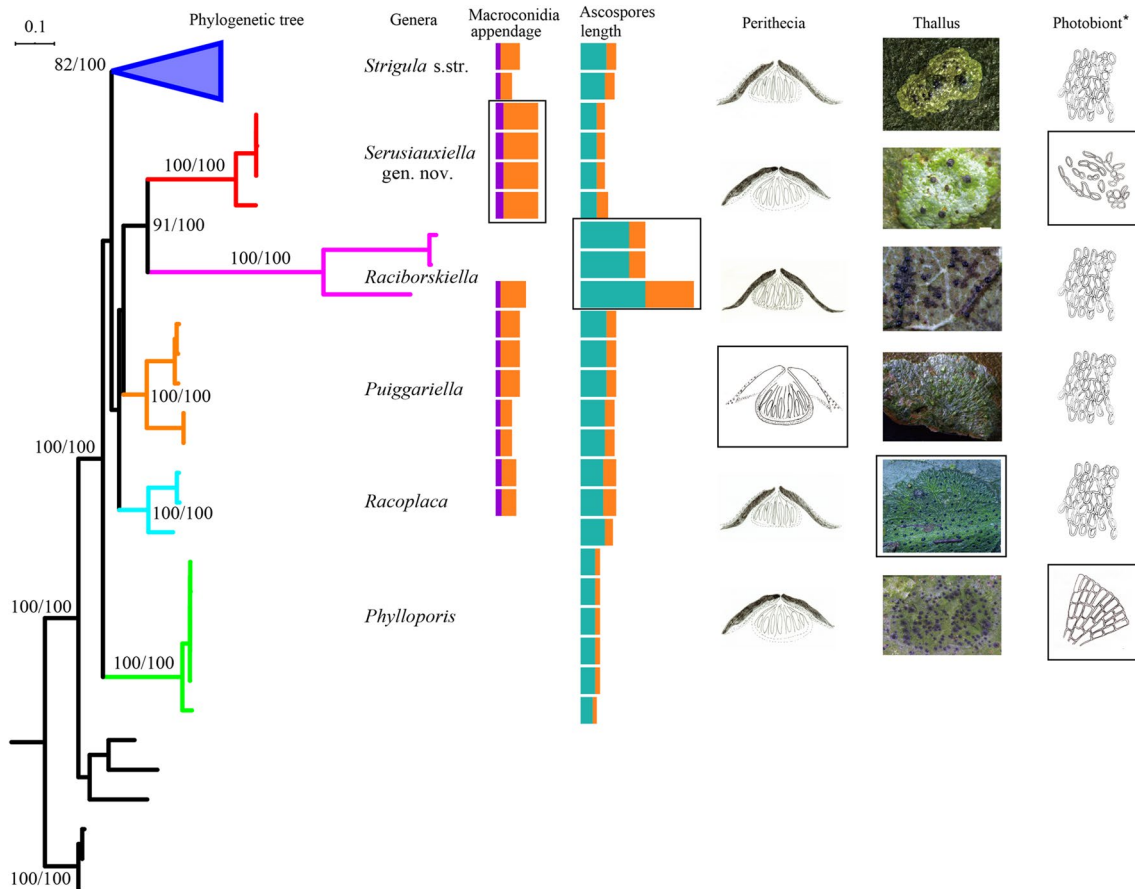 Phylogenetic tree
Genera
Macroconidia
appendage
Ascospores
length
Perithecia
Thallus
Photobiont*
0.1
82/100
Strigula s.str.
100/100
Serusiauxiella
gen. nov.
91/100
100/100
Raciborskiella
100/100
Puiggariella
100/100
100/100
Racoplaca
100/100
Phylloporis
100/100
100/100